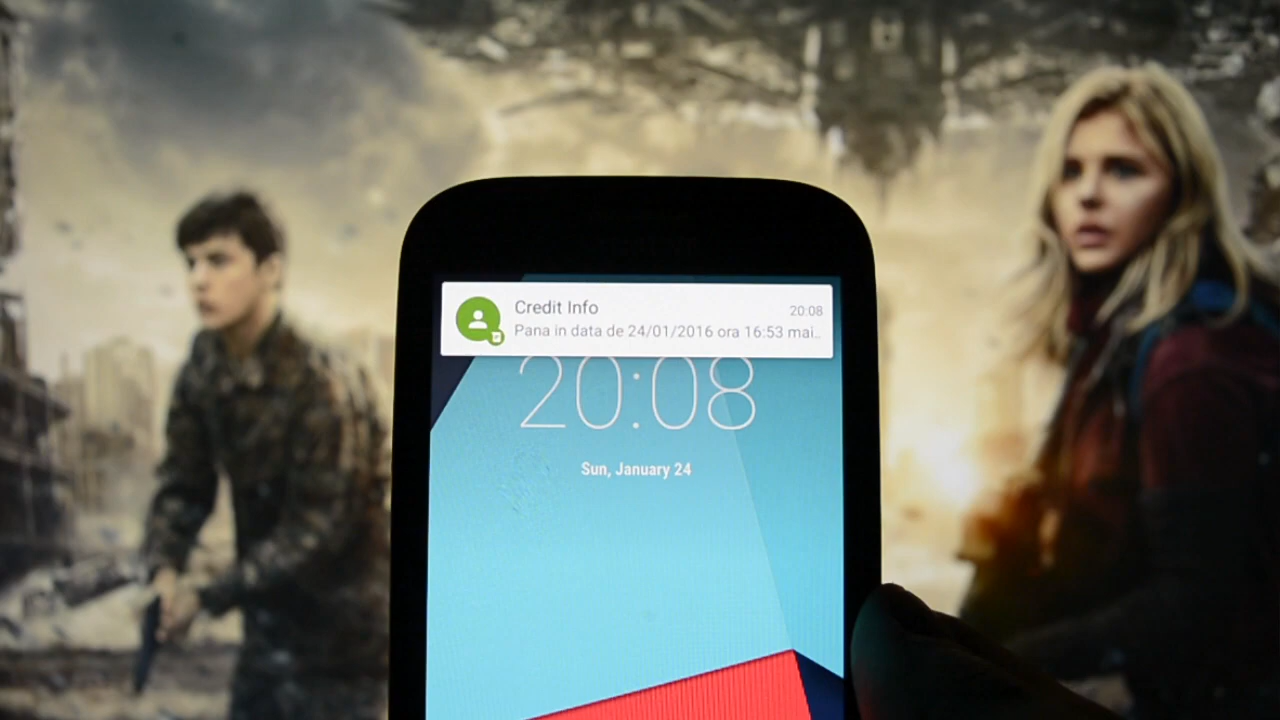 Credit Info
20:08
Pana in data de 24/01/2016 ora 16:53 mai..
20:08
Sun, January 24